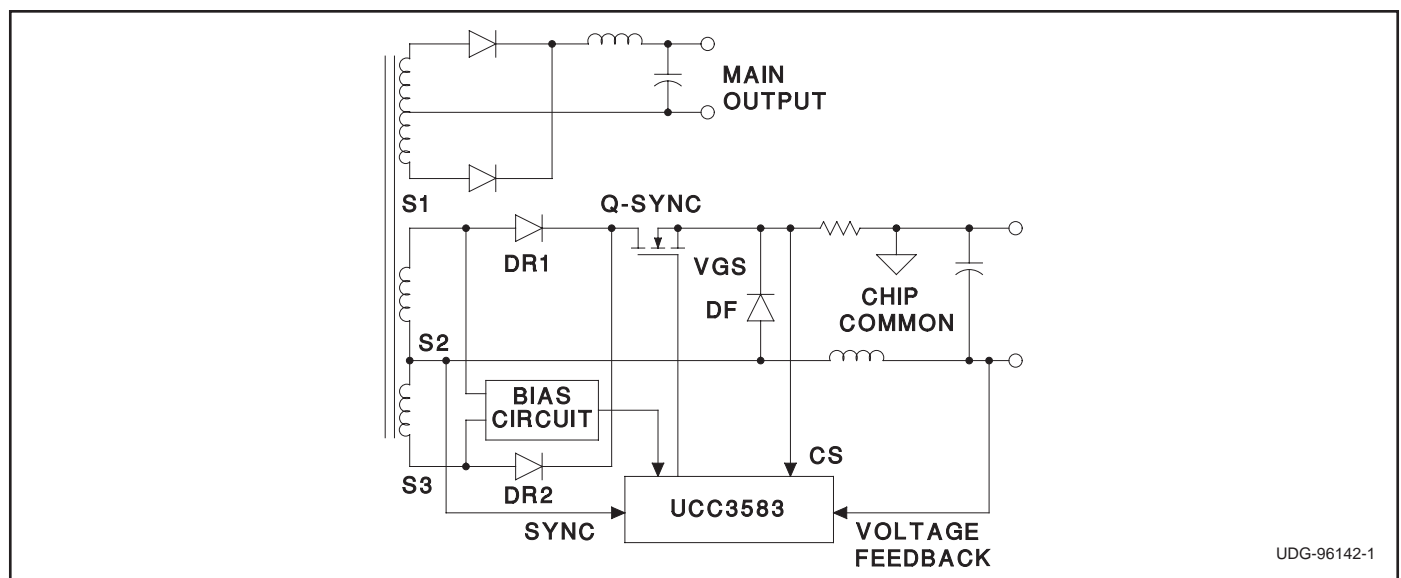 MAIN
OUTPUT
S1
Q-SYNC
DR1
VGS
DF
CHIP
COMMON
S2
BIAS
CIRCUIT
CS
S3
DR2
UCC3583
SYNC
VOLTAGE
FEEDBACK
UDG-96142-1